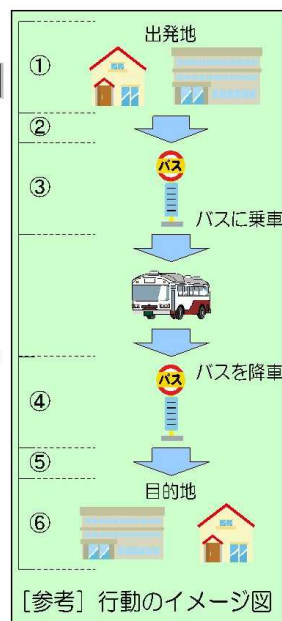 出発地
①
②
バス
③
バスに乗車
バス
バスを降車
④
⑤
目的地
⑥
[参考] 行動のイメージ図